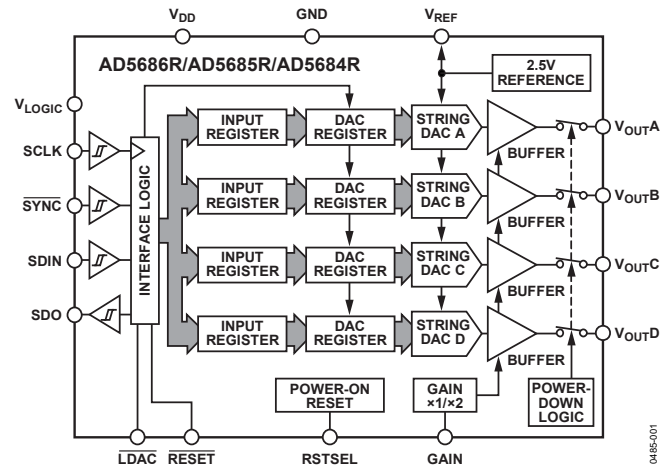 VDD
GND
VREF
AD5686R/AD5685R/AD5684R
2.5V
REFERENCE
VLOGIC
SCLK
SYNC
SDIN
SDO
INTERFACE LOGIC
INPUT
REGISTER
DAC
REGISTER
STRING
DAC A
BUFFER
VOUTA
INPUT
REGISTER
DAC
REGISTER
STRING
DAC B
BUFFER
VOUTB
INPUT
REGISTER
DAC
REGISTER
STRING
DAC C
BUFFER
VOUTC
INPUT
REGISTER
DAC
REGISTER
STRING
DAC D
BUFFER
VOUTD
POWER-ON
RESET
GAIN
×1/×2
POWER-
DOWN
LOGIC
LDAC
RESET
RSTSEL
GAIN
0485-001